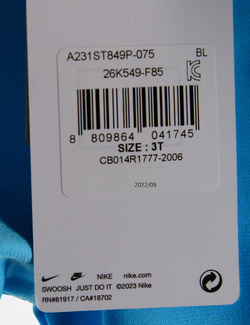 A231ST849P-075 BL
26K549-F85
8 809864 041745
SIZE : 3T
CB014R1777-2006
2022/09
NIKE nike.com
SWOOSH JUST DO IT ©2023 Nike
RN#81917 / CA#18702